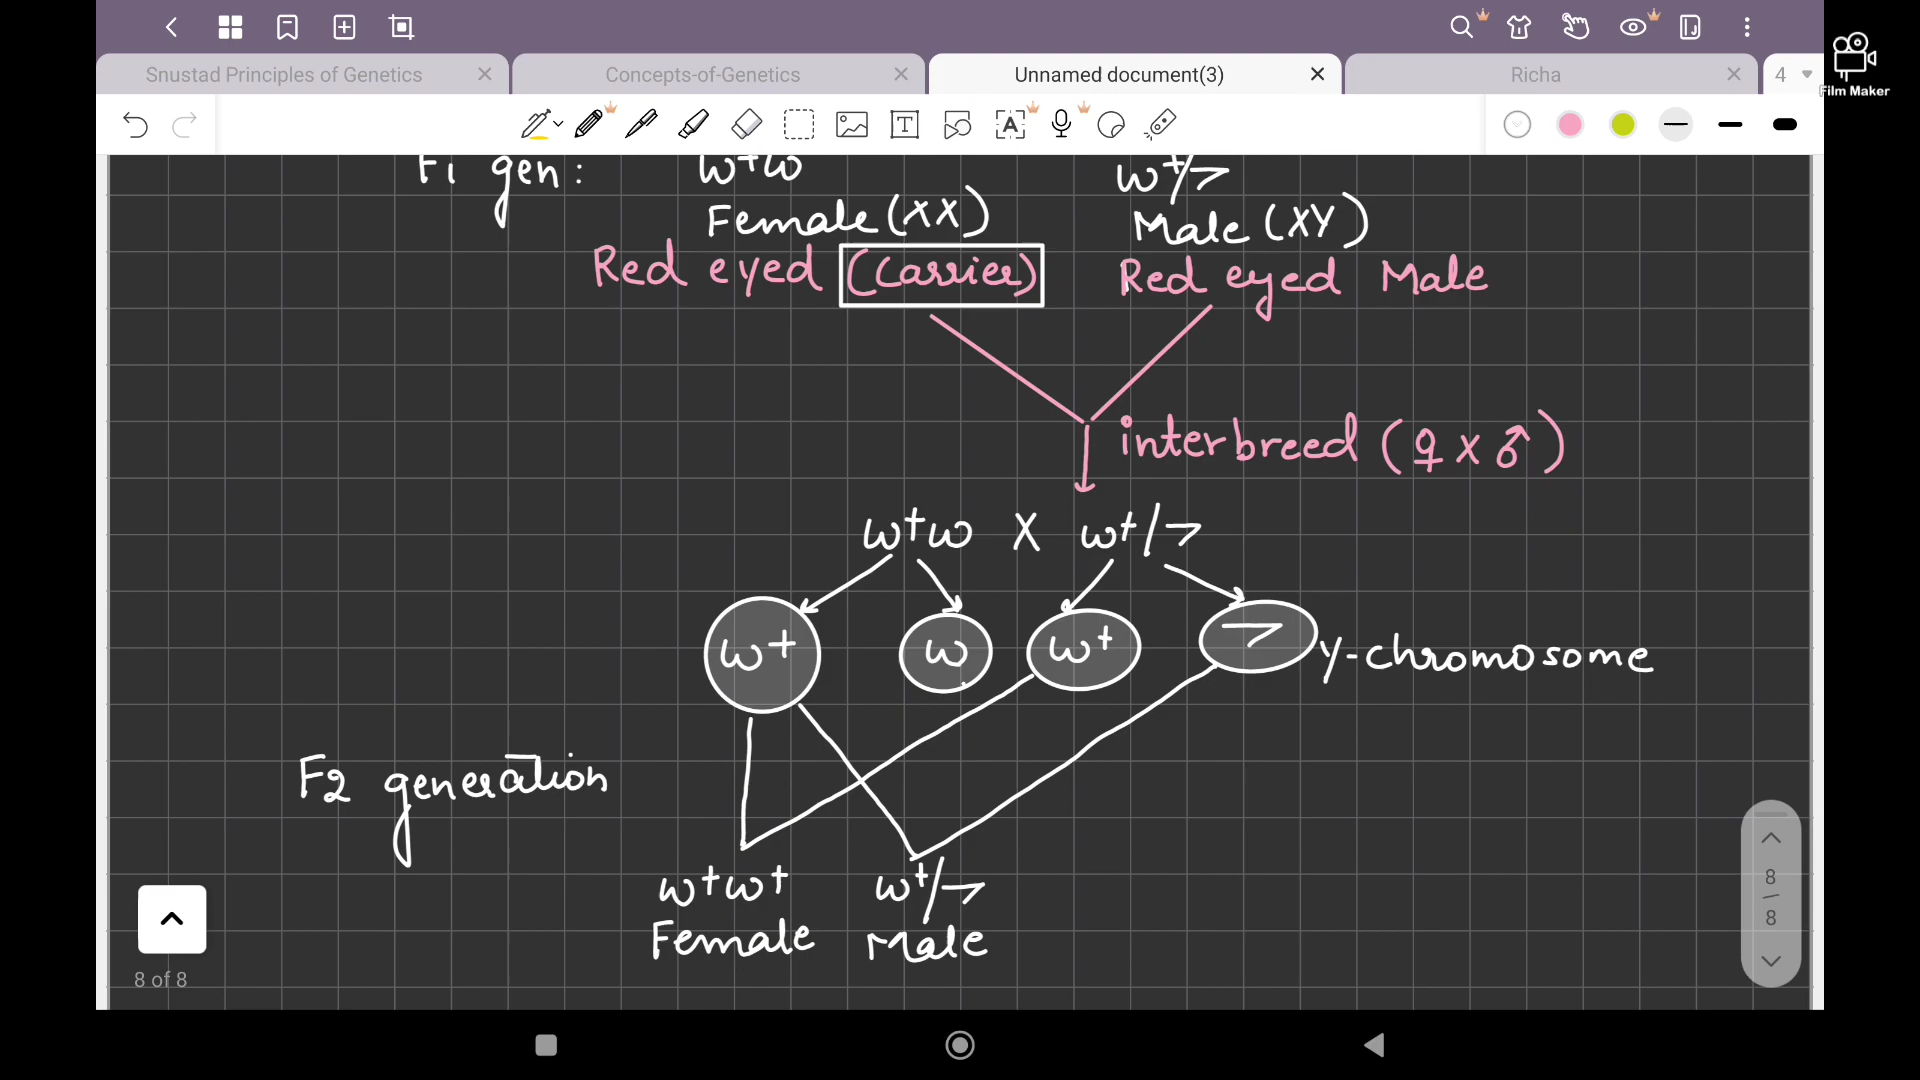 Snustad Principles of Genetics
Concepts-of-Genetics
Unnamed document(3)
Richa
4
Film Maker
F1 gen: w+w w+/⇁
Female (XX) Male (XY)
Red eyed (Carrier) Red eyed Male
interbreed (♀ X ♂)
w+w X w+/⇁
w+ w w+ ⇁ Y-chromosome
F2 generation
w+w+ w+/⇁
Female Male
8
8
8 of 8